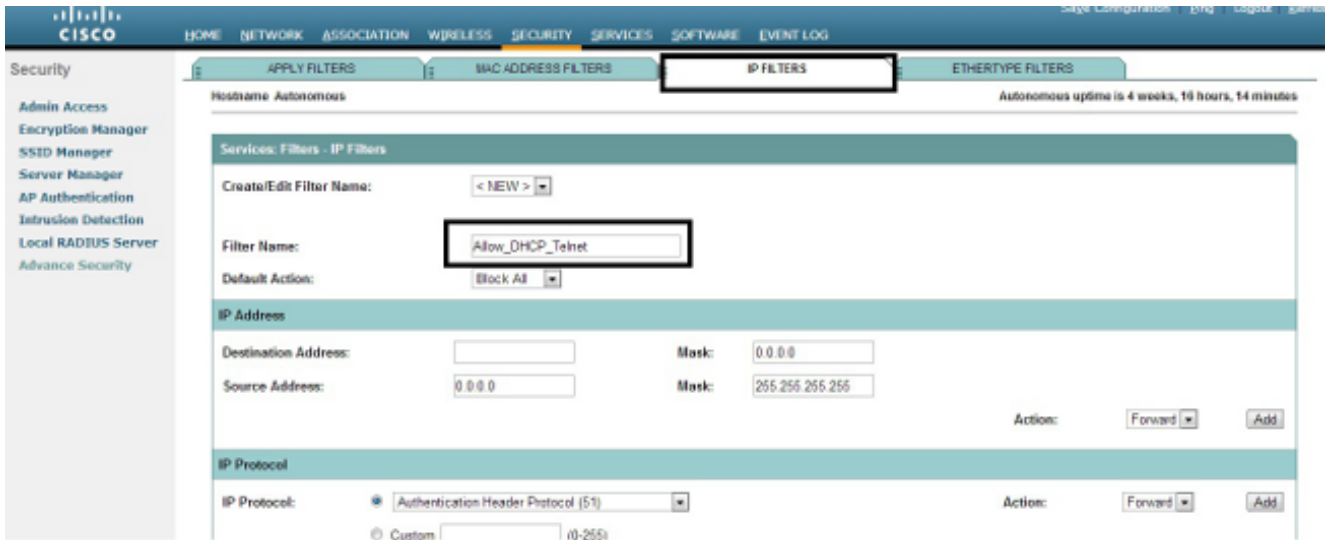 Save Configuration | Ping | Logout | Refresh
CISCO
HOME NETWORK ASSOCIATION WIRELESS SECURITY SERVICES SOFTWARE EVENT LOG
Security
APPLY FILTERS MAC ADDRESS FILTERS IP FILTERS ETHERTYPE FILTERS
Hostname Autonomous Autonomous uptime is 4 weeks, 16 hours, 14 minutes
Admin Access
Encryption Manager
SSID Manager
Server Manager
AP Authentication
Intrusion Detection
Local RADIUS Server
Advance Security
Services: Filters - IP Filters
Create/Edit Filter Name: < NEW >
Filter Name: Allow_DHCP_Telnet
Default Action: Block All
IP Address
Destination Address: Mask: 0.0.0.0
Source Address: 0.0.0.0 Mask: 255.255.255.255
Action: Forward Add
IP Protocol
IP Protocol: Authentication Header Protocol (51) Action: Forward Add
Custom (0-255)